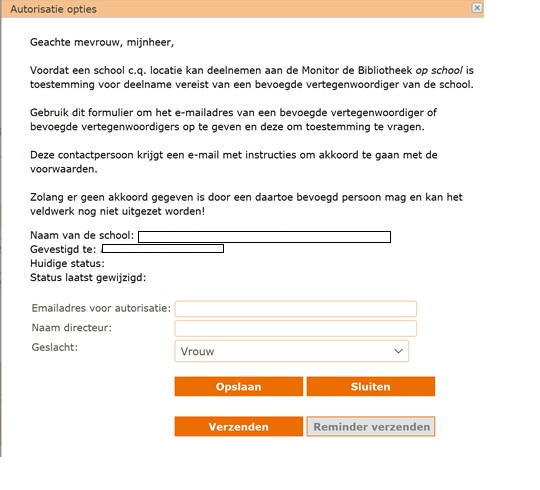 Autorisatie opties
Geachte mevrouw, mijnheer,
Voordat een school c.q. locatie kan deelnemen aan de Monitor de Bibliotheek op school is
toestemming voor deelname vereist van een bevoegde vertegenwoordiger van de school.
Gebruik dit formulier om het e-mailadres van een bevoegde vertegenwoordiger of
bevoegde vertegenwoordigers op te geven en deze om toestemming te vragen.
Deze contactpersoon krijgt een e-mail met instructies om akkoord te gaan met de
voorwaarden.
Zolang er geen akkoord gegeven is door een daartoe bevoegd persoon mag en kan het
veldwerk nog niet uitgezet worden!
Naam van de school:
Gevestigd te:
Huidige status:
Status laatst gewijzigd:
Emailadres voor autorisatie:
Naam directeur:
Geslacht: Vrouw
Opslaan Sluiten
Verzenden Reminder verzenden